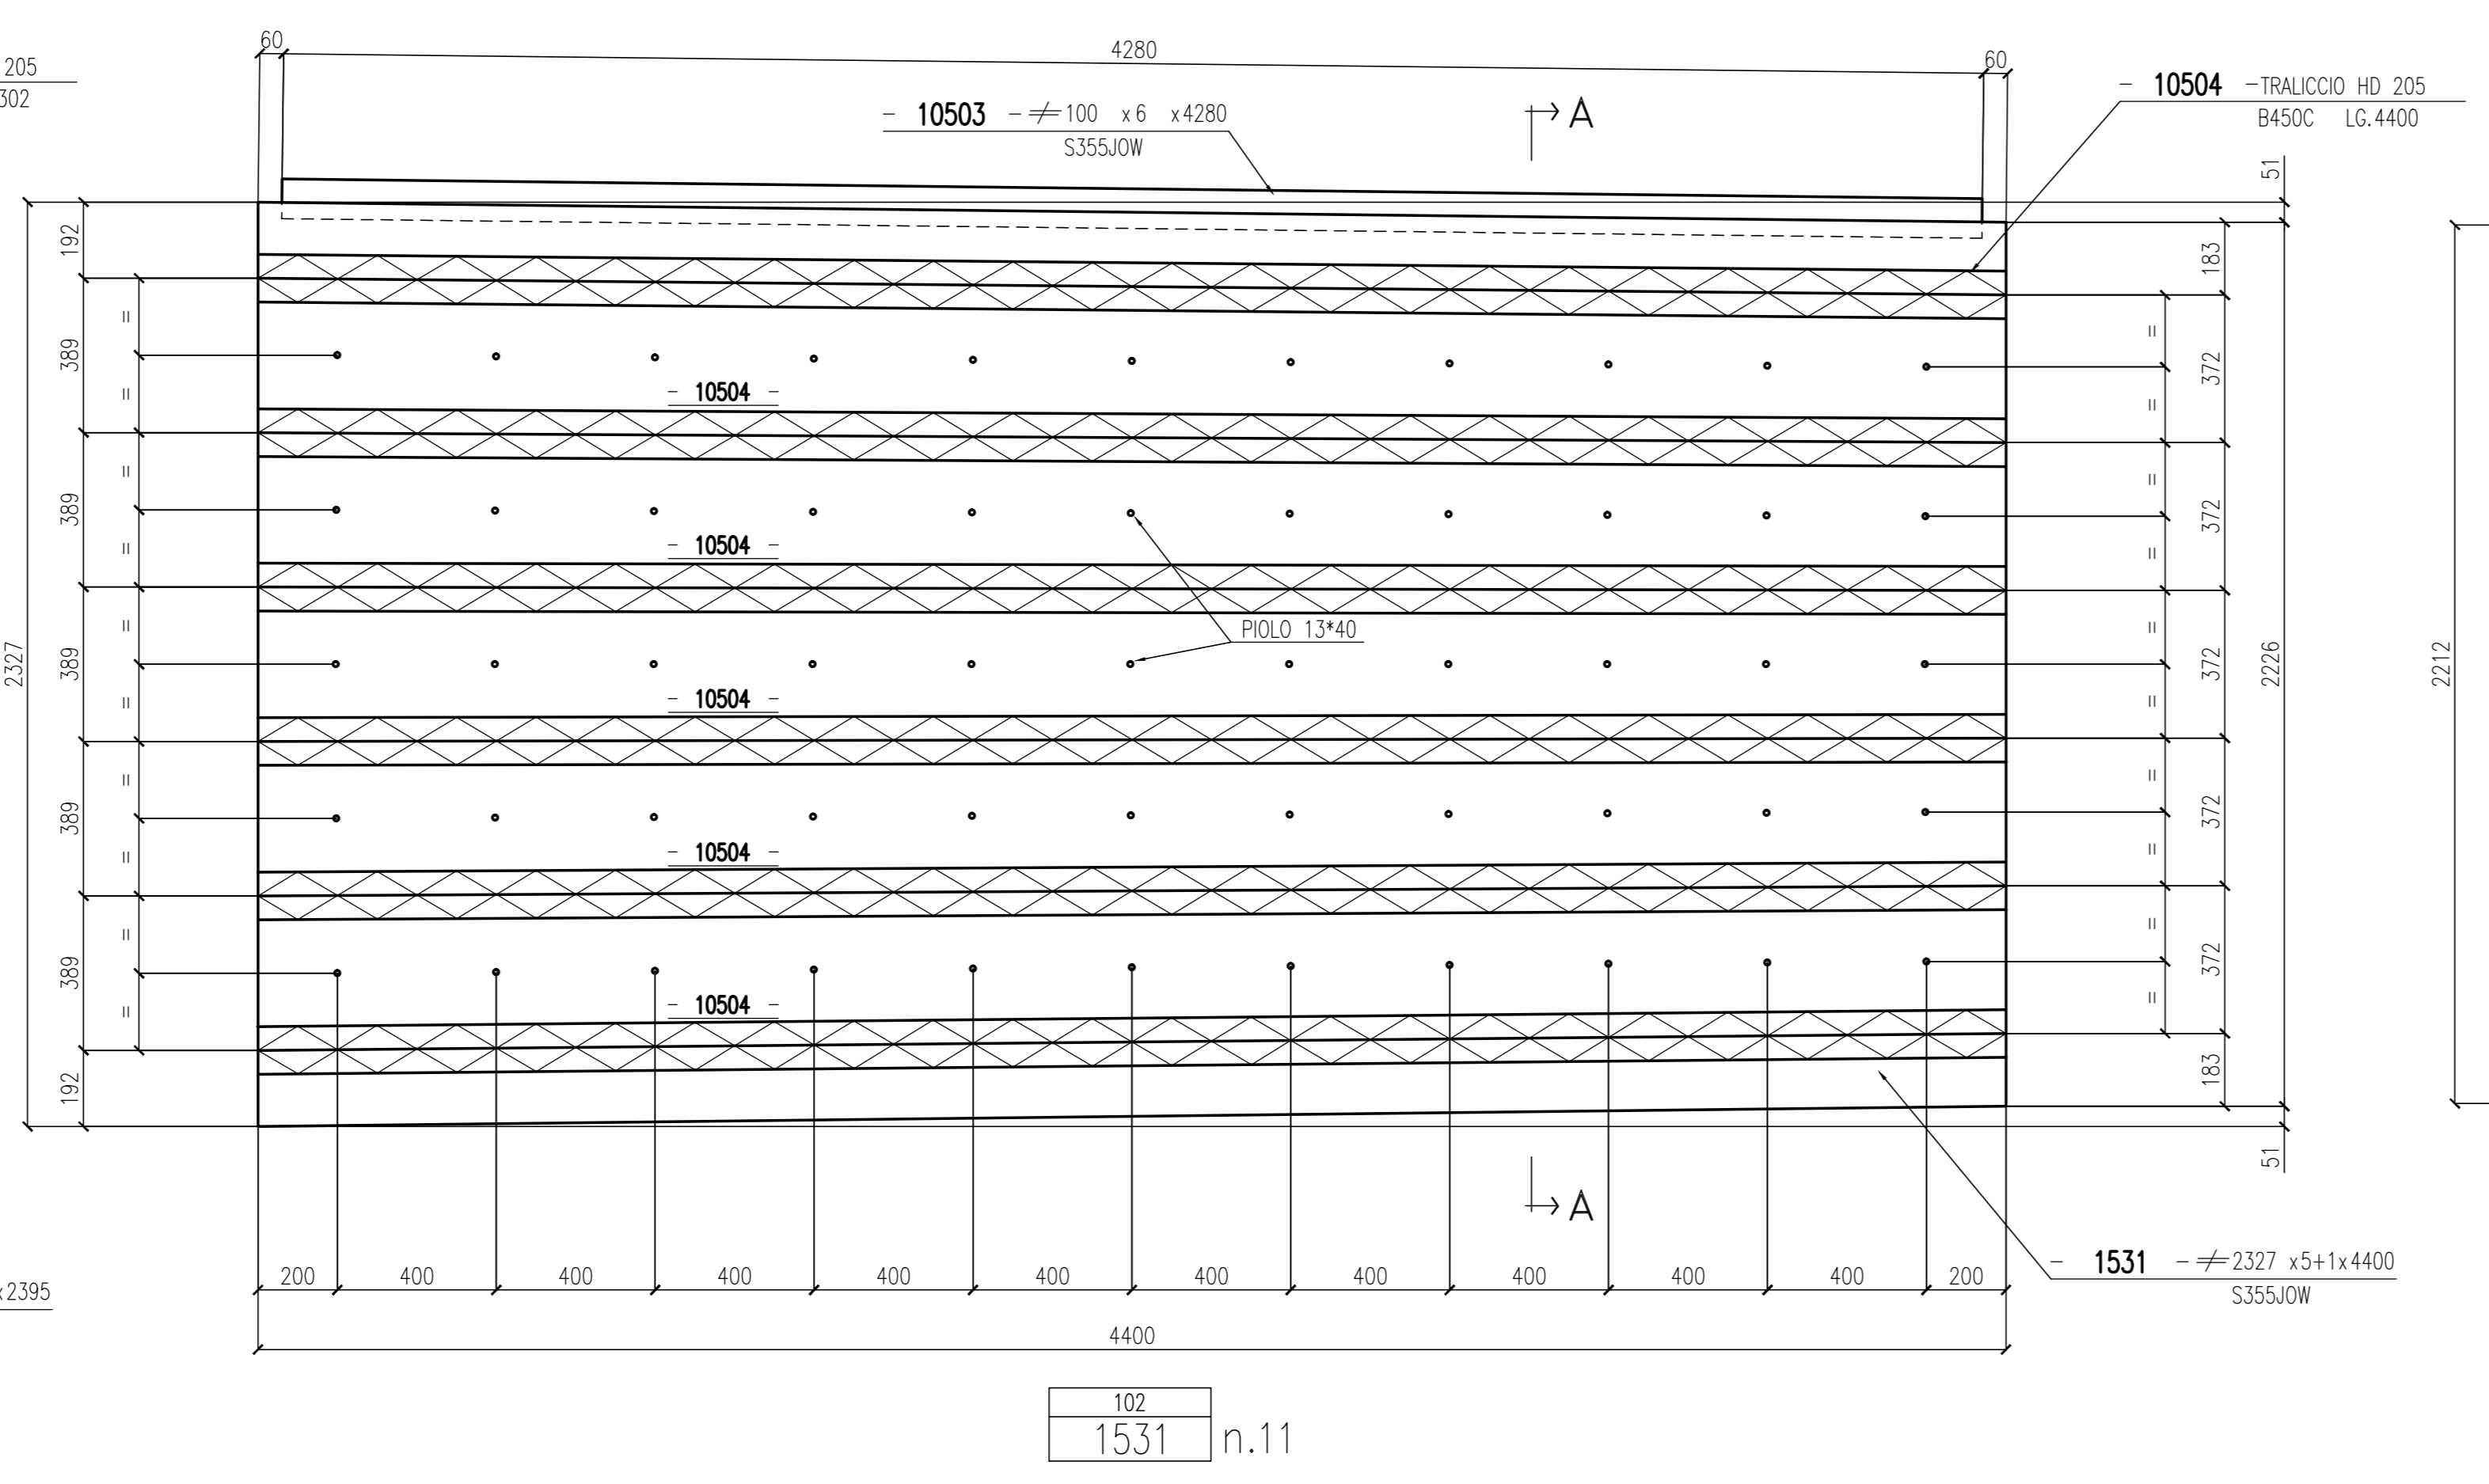 60
4280
60
205
302
- 10503 - ≠ 100 x6 x4280
S355JOW
A
- 10504 - TRALICCIO HD 205
B450C LG.4400
51
192
183
=
=
389
372
=
=
- 10504 -
=
=
389
372
=
=
- 10504 -
PIOLO 13*40
=
=
2327
389
372
2226
2212
- 10504 -
=
=
=
=
389
372
- 10504 -
=
=
=
=
389
372
- 10504 -
=
=
192
183
51
A
- 1531 - ≠ 2327 x5+1x4400
S355JOW
x2395
200 400 400 400 400 400 400 400 400 400 400 200
4400
102
1531 n.11